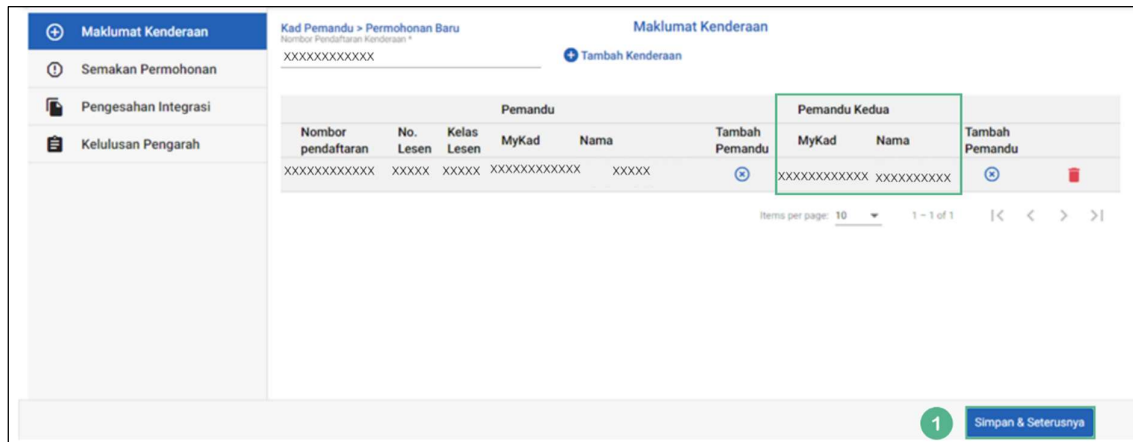 Maklumat Kenderaan
Semakan Permohonan
Pengesahan Integrasi
Kelulusan Pengarah
Kad Pemandu > Permohonan Baru
Maklumat Kenderaan
Nombor Pendaftaran Kenderaan *
XXXXXXXXXXXX
Tambah Kenderaan
Pemandu Pemandu Kedua
Nombor pendaftaran No. Lesen Kelas Lesen MyKad Nama Tambah Pemandu MyKad Nama Tambah Pemandu
XXXXXXXXXXXX XXXXX XXXXX XXXXXXXXXXXX XXXXX XXXXXXXXXXXX XXXXXXXXXX
Items per page: 10 1 – 1 of 1
1 Simpan & Seterusnya